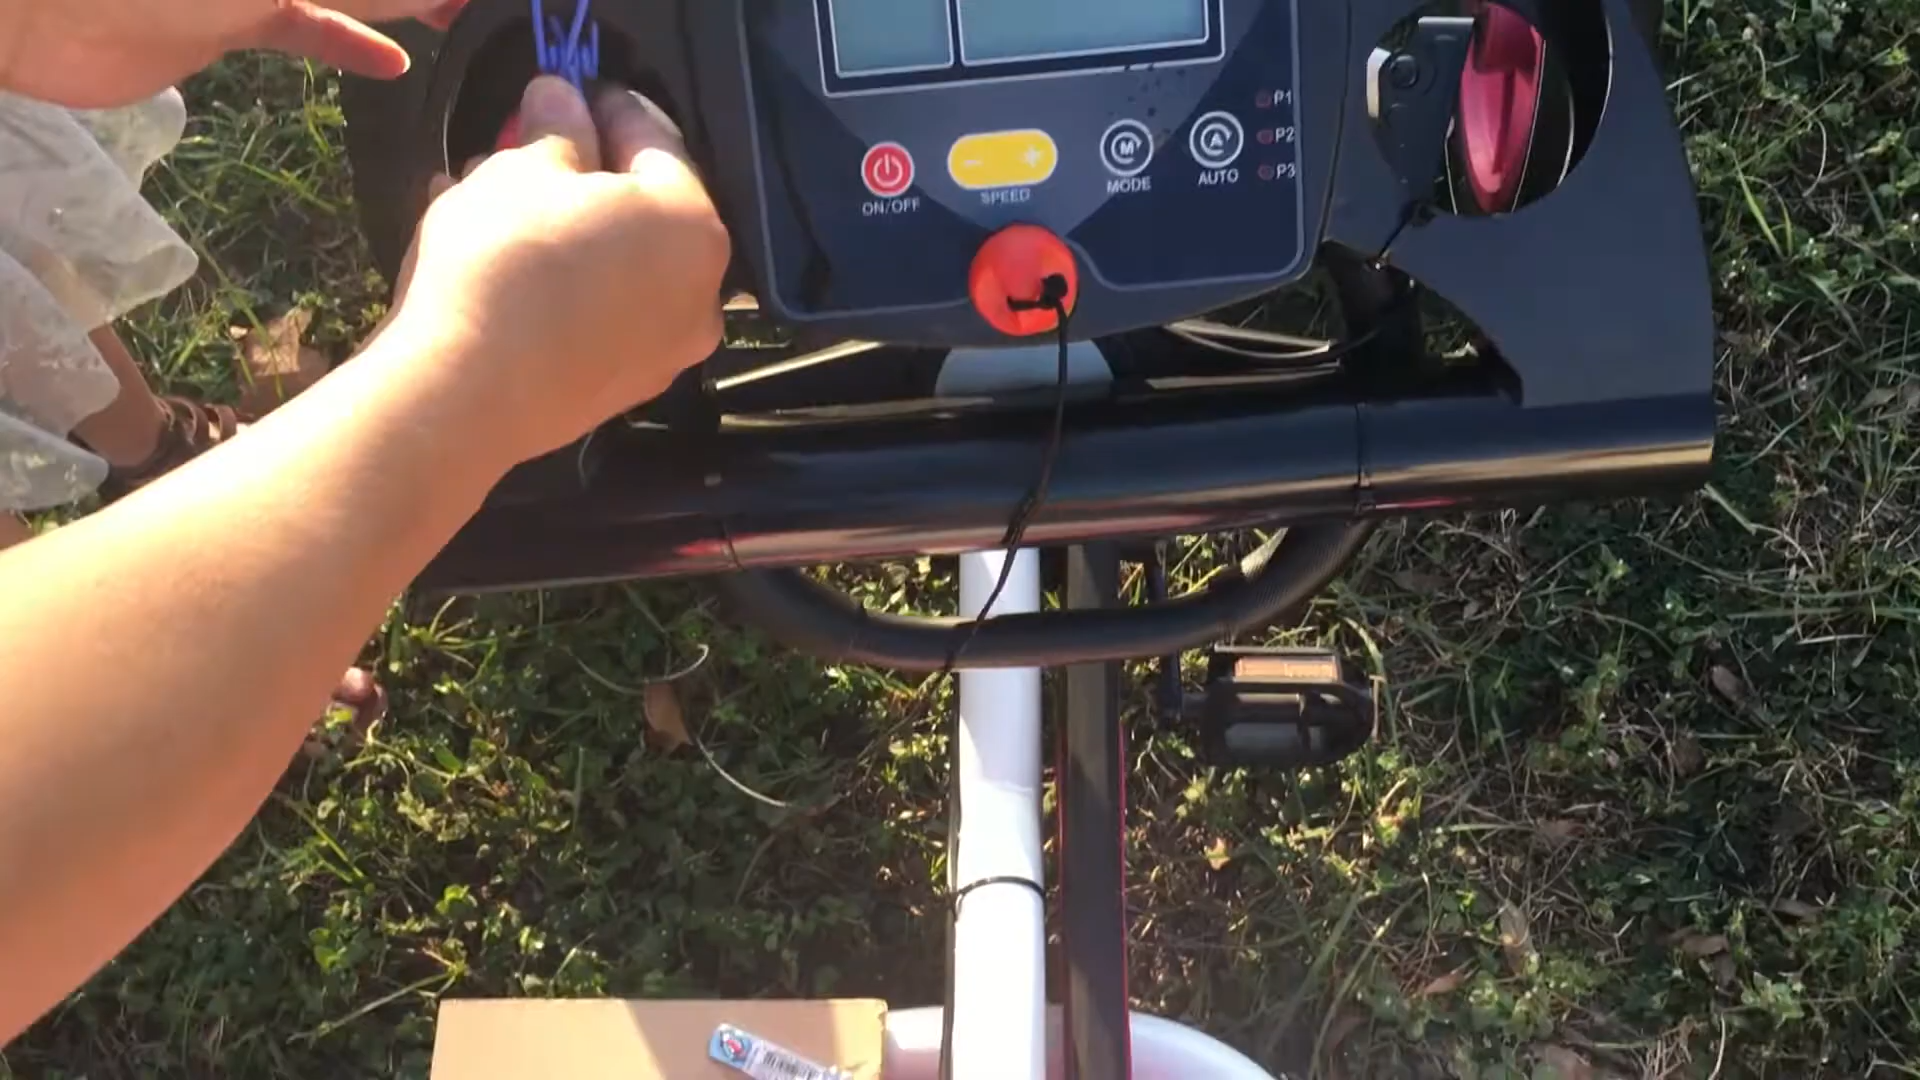 P1
P2
P3
- +
M
A
ON/OFF
SPEED
MODE
AUTO